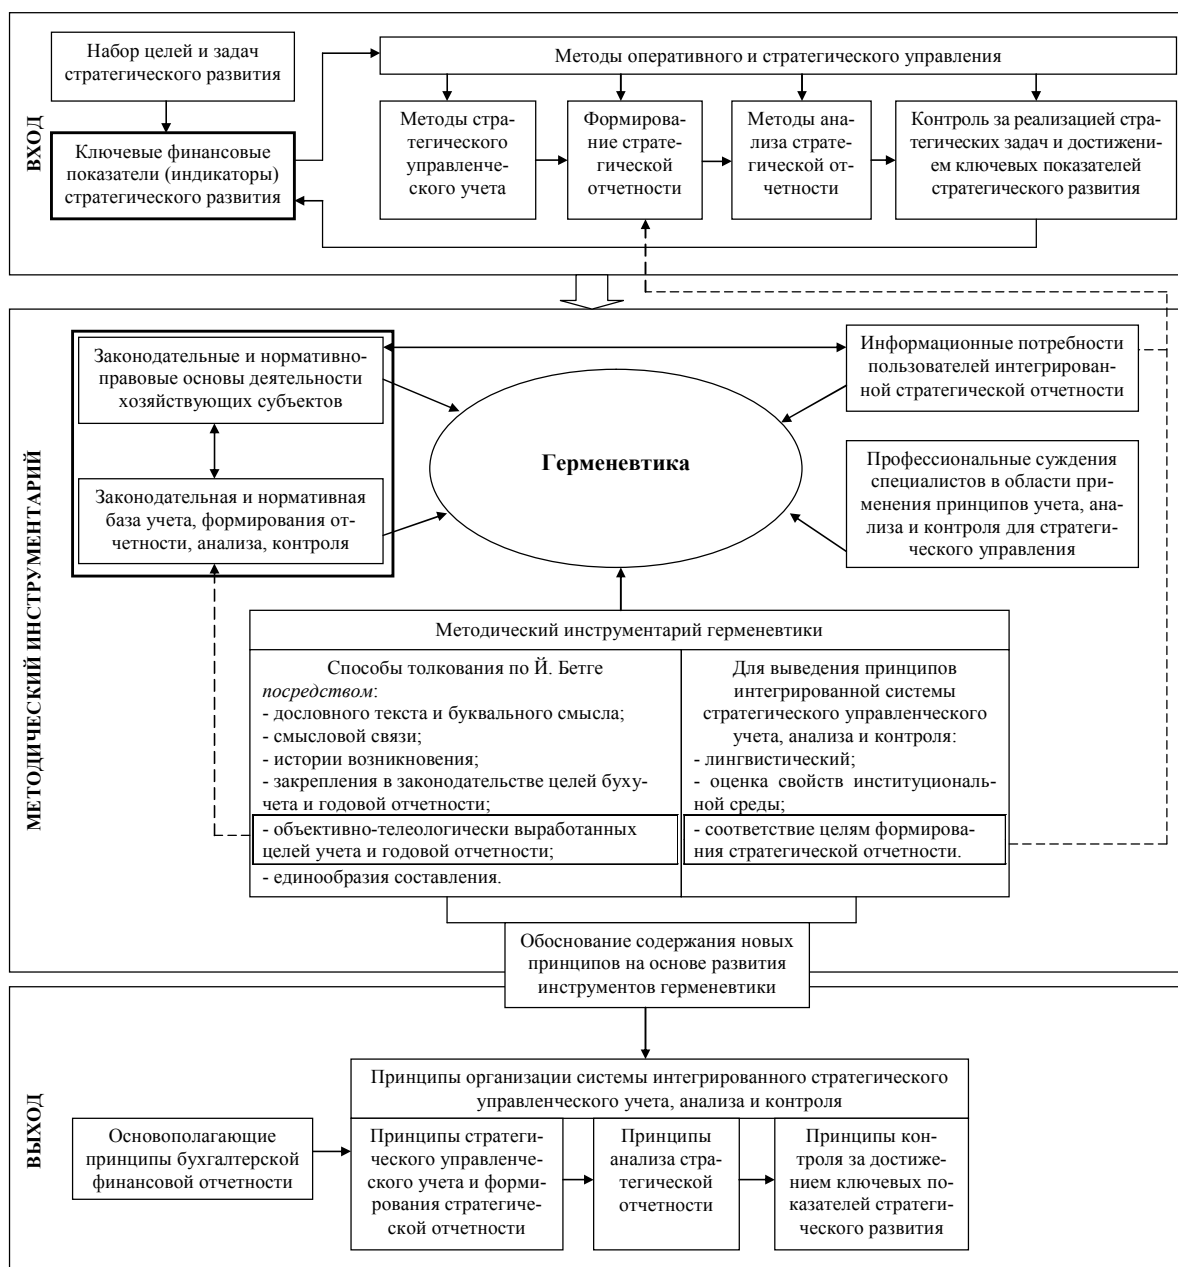 ВХОД
Набор целей и задач
стратегического развития
Ключевые финансовые
показатели (индикаторы)
стратегического развития
Методы оперативного и стратегического управления
Методы стра-
тегического
управленче-
ского учета
Формирова-
ние стратеги-
ческой
отчетности
Методы ана-
лиза страте-
гической от-
четности
Контроль за реализацией стра-
тегических задач и достижени-
ем ключевых показателей
стратегического развития
МЕТОДИЧЕСКИЙ ИНСТРУМЕНТАРИЙ
Законодательные и нормативно-
правовые основы деятельности
хозяйствующих субъектов
Законодательная и нормативная
база учета, формирования от-
четности, анализа, контроля
Герменевтика
Информационные потребности
пользователей интегрирован-
ной стратегической отчетности
Профессиональные суждения
специалистов в области при-
менения принципов учета, ана-
лиза и контроля для стратеги-
ческого управления
Методический инструментарий герменевтики
Способы толкования по Й. Бетге
посредством:
- дословного текста и буквального смысла;
- смысловой связи;
- истории возникновения;
- закрепления в законодательстве целей бух-
учета и годовой отчетности;
- объективно-телеологически выработанных
целей учета и годовой отчетности;
- единообразия составления.
Для выведения принципов
интегрированной системы
стратегического управленческого
учета, анализа и контроля:
- лингвистический;
- оценка свойств институциональ-
ной среды;
- соответствие целям формирова-
ния стратегической отчетности.
Обоснование содержания новых
принципов на основе развития
инструментов герменевтики
ВЫХОД
Принципы организации системы интегрированного стратегического
управленческого учета, анализа и контроля
Основополагающие
принципы бухгалтерской
финансовой отчетности
Принципы стратеги-
ческого управленче-
ского учета и форми-
рования стратегиче-
ской отчетности
Принципы
анализа стра-
тегической
отчетности
Принципы кон-
троля за достиже-
нием ключевых по-
казателей стратеги-
ческого развития